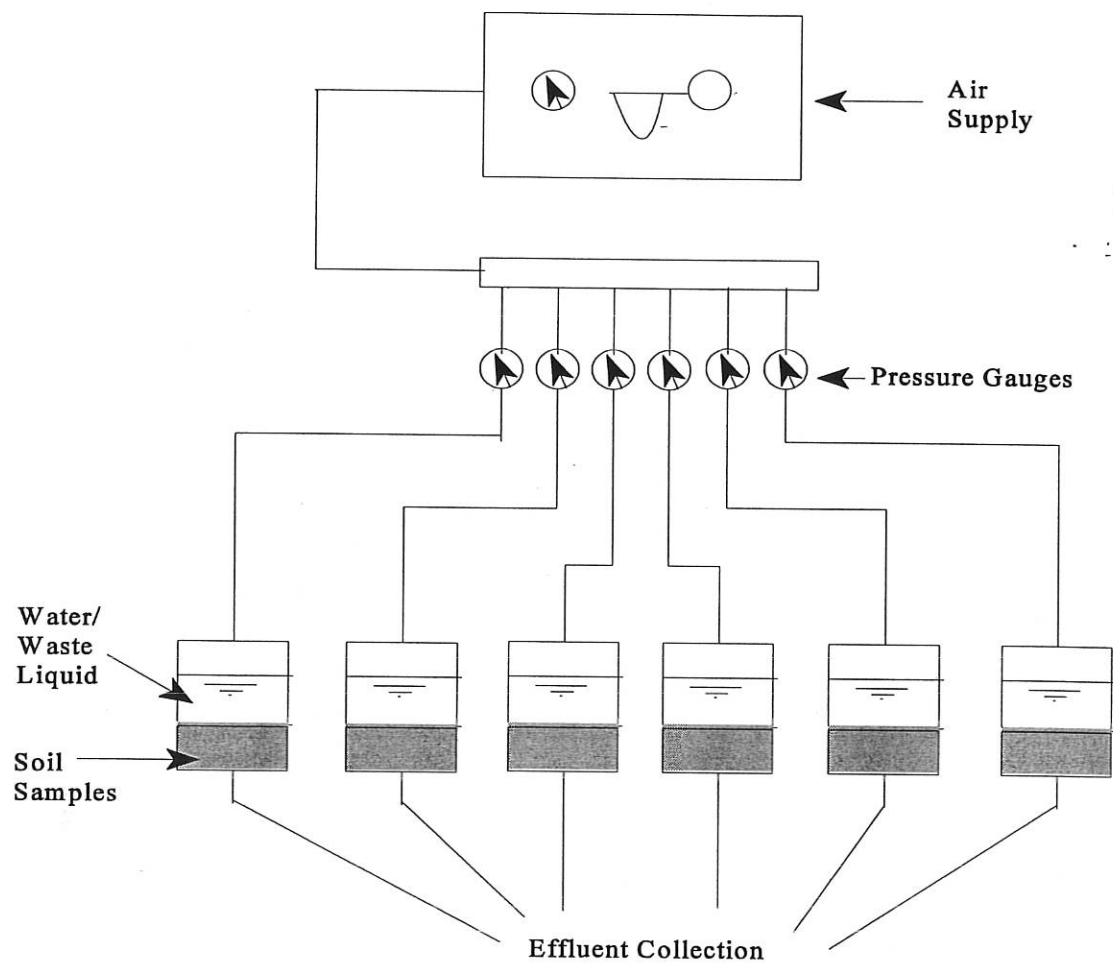 Air
Supply
Pressure Gauges
Water/
Waste
Liquid
Soil
Samples
Effluent Collection